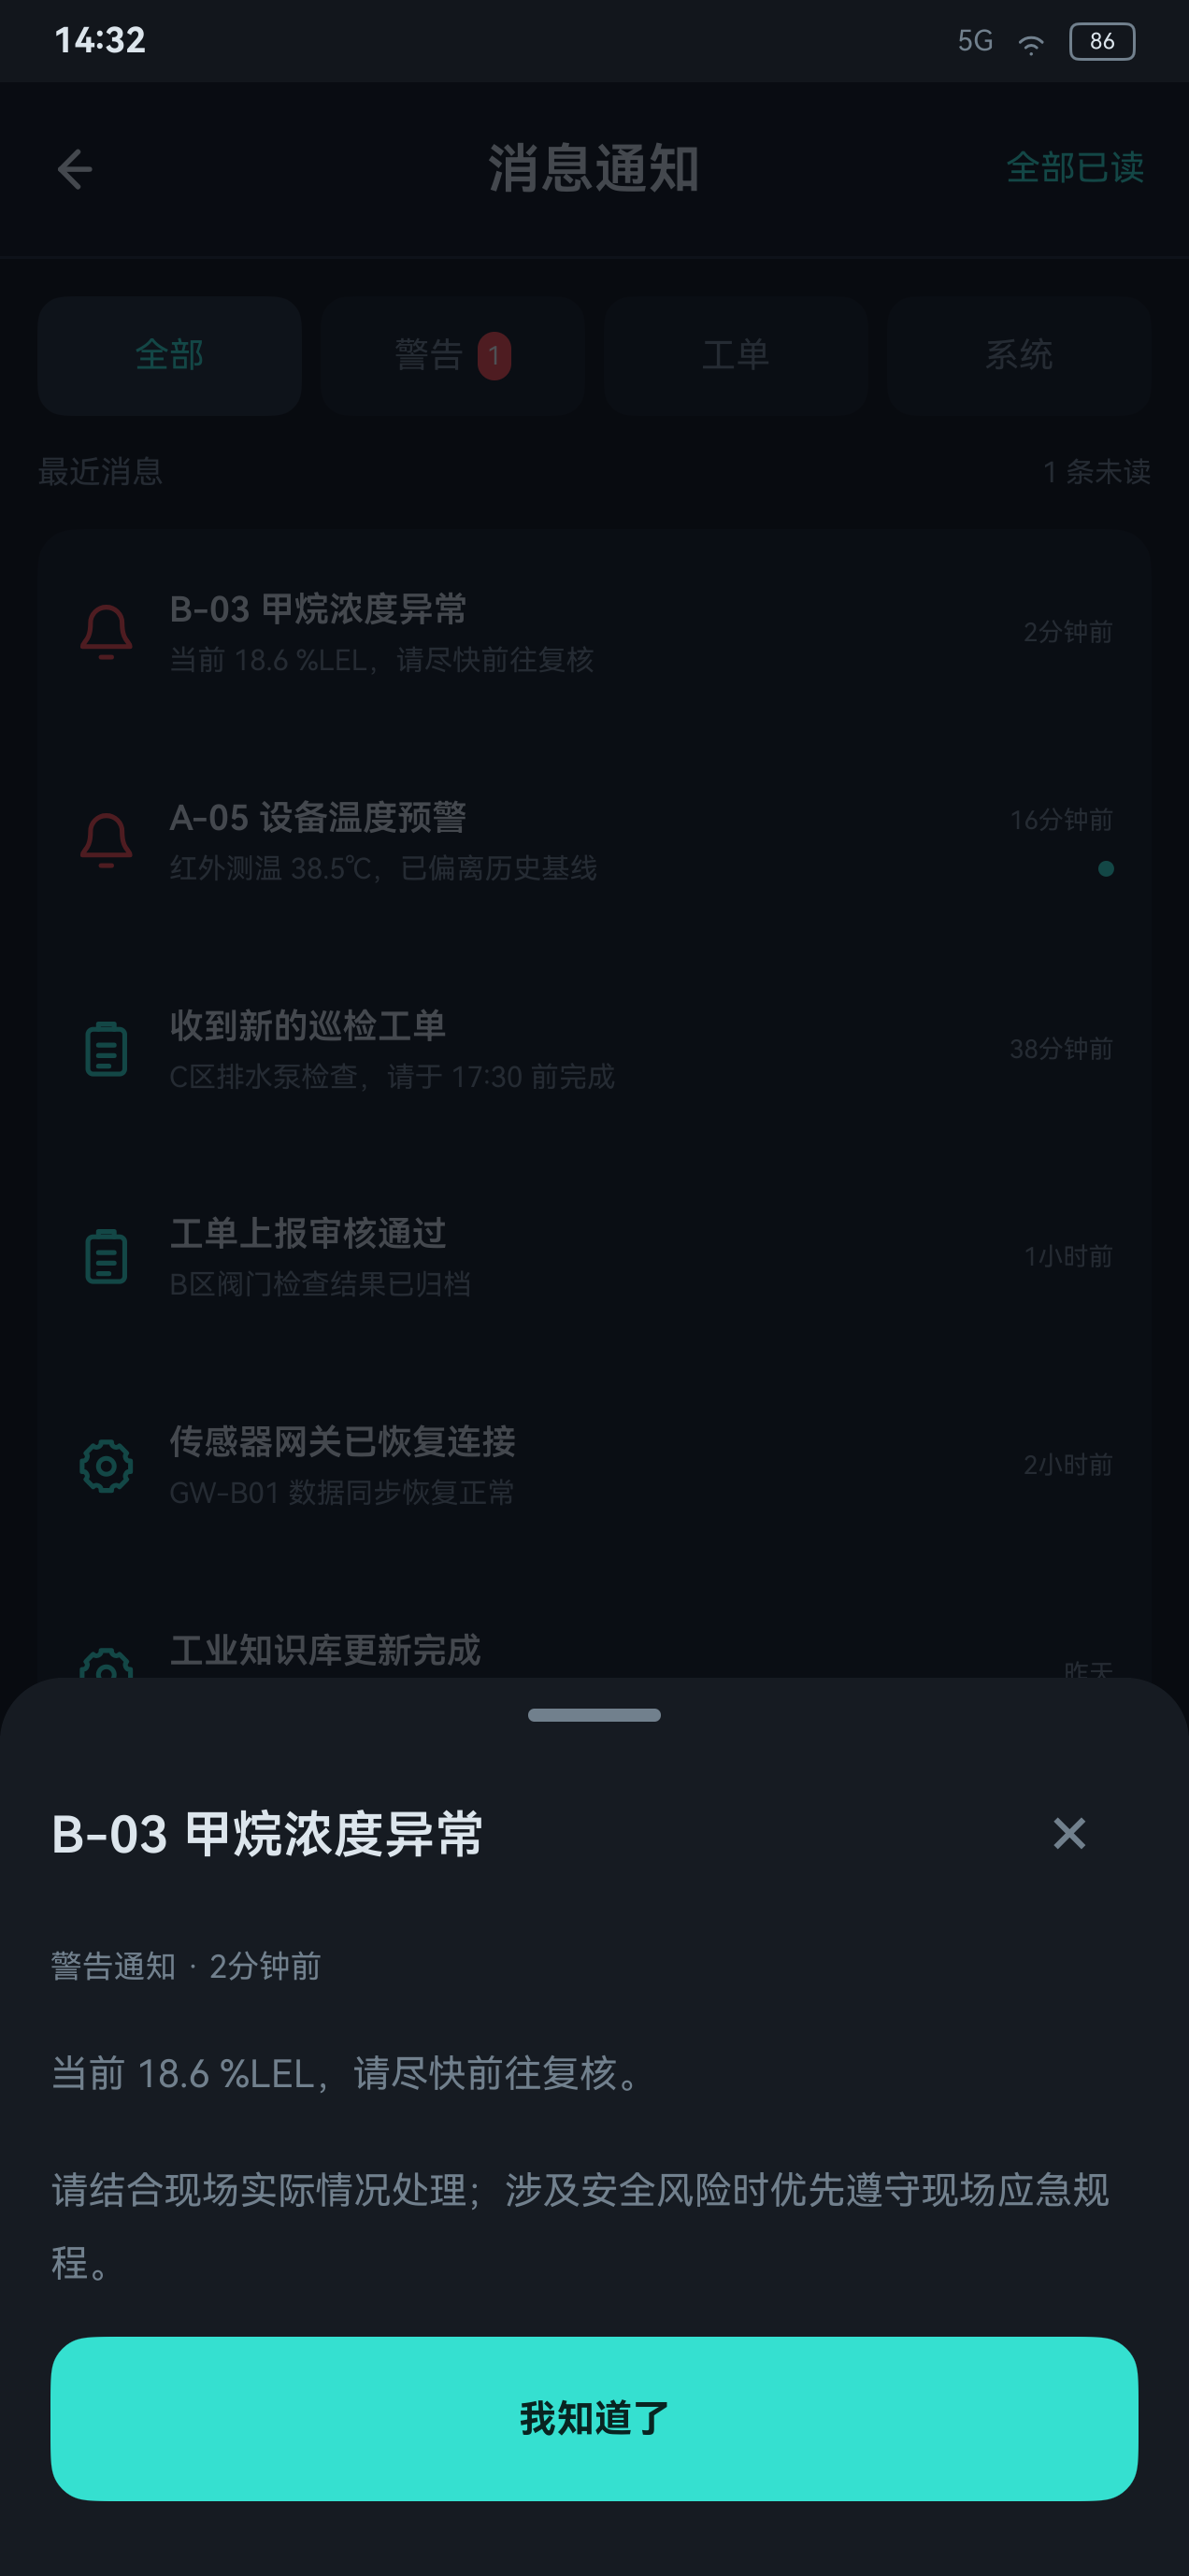 14:32
5G
86
消息通知
全部已读
全部
警告 1
工单
系统
最近消息
1 条未读
B-03 甲烷浓度异常
当前 18.6 %LEL，请尽快前往复核
2分钟前
A-05 设备温度预警
红外测温 38.5℃，已偏离历史基线
16分钟前
收到新的巡检工单
C区排水泵检查，请于 17:30 前完成
38分钟前
工单上报审核通过
B区阀门检查结果已归档
1小时前
传感器网关已恢复连接
GW-B01 数据同步恢复正常
2小时前
工业知识库更新完成
昨天
B-03 甲烷浓度异常
警告通知 · 2分钟前
当前 18.6 %LEL，请尽快前往复核。
请结合现场实际情况处理；涉及安全风险时优先遵守现场应急规
程。
我知道了